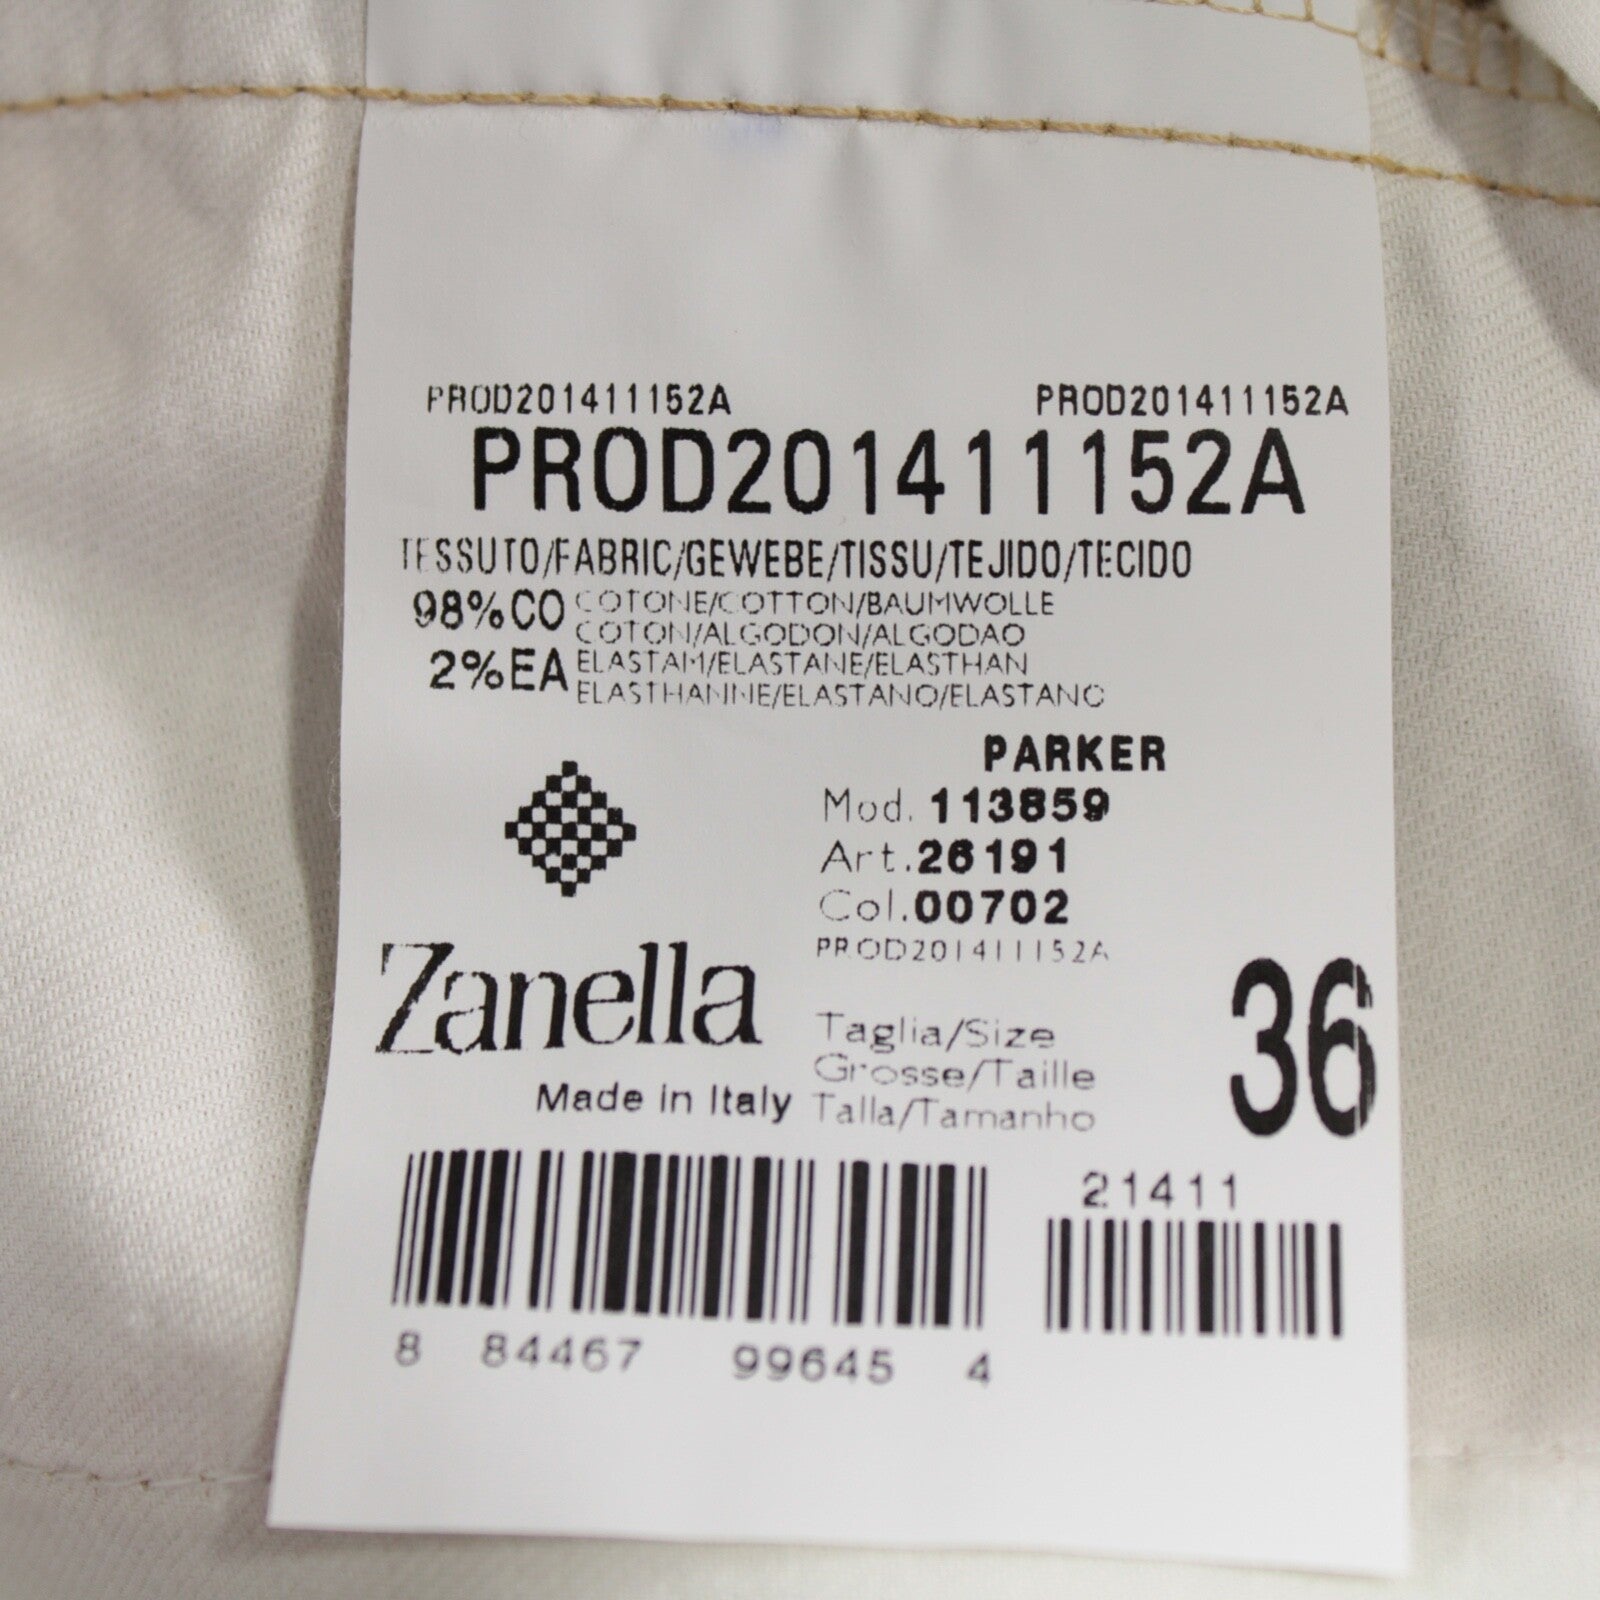 PROD201411152A PROD201411152A
PROD201411152A
TESSUTO/FABRIC/GEWEBE/TISSU/TEJIDO/TECIDO
98%CO COTONE/COTTON/BAUMWOLLE
COTON/ALGODON/ALGODAO
2%EA ELASTAM/ELASTANE/ELASTHAN
ELASTHANNE/ELASTANO/ELASTANO
PARKER
Mod. 113859
Art. 26191
Col. 00702
PROD201411152A
Zanella
Made in Italy
Taglia/Size
Grosse/Taille
Talla/Tamanho
36
21411
8 84467 99645 4